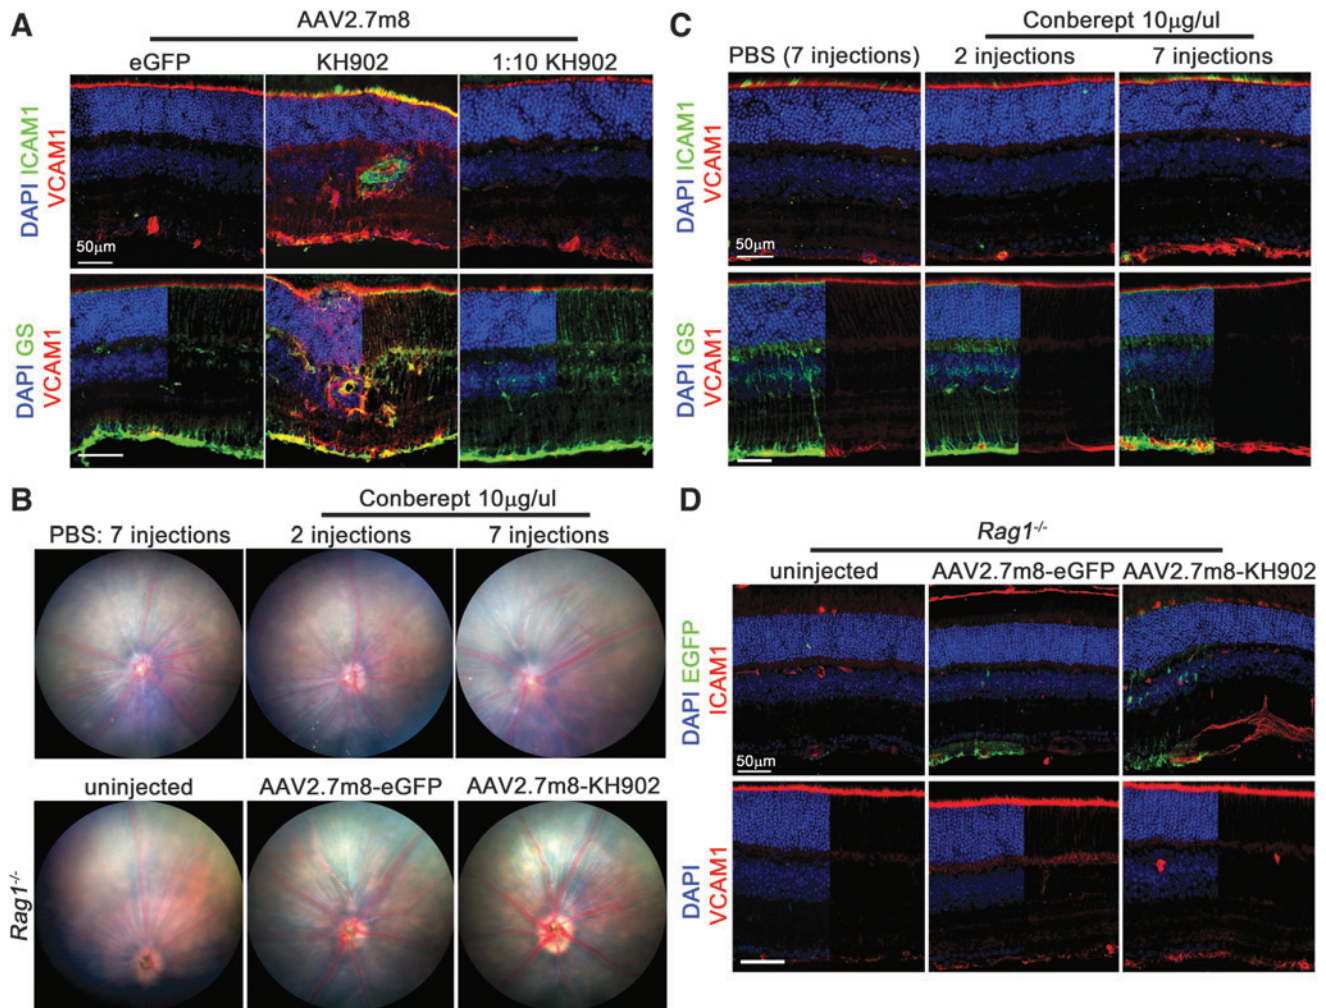 A
AAV2.7m8
eGFP
KH902
1:10 KH902
DAPI ICAM1
VCAM1
50µm
DAPI GS
VCAM1
B
Conberept 10µg/ul
PBS: 7 injections
2 injections
7 injections
uninjected
AAV2.7m8-eGFP
AAV2.7m8-KH902
Rag1-/-
C
Conberept 10µg/ul
PBS (7 injections)
2 injections
7 injections
DAPI ICAM1
VCAM1
50µm
DAPI GS
VCAM1
D
Rag1-/-
uninjected
AAV2.7m8-eGFP
AAV2.7m8-KH902
DAPI EGFP
ICAM1
50µm
DAPI
VCAM1